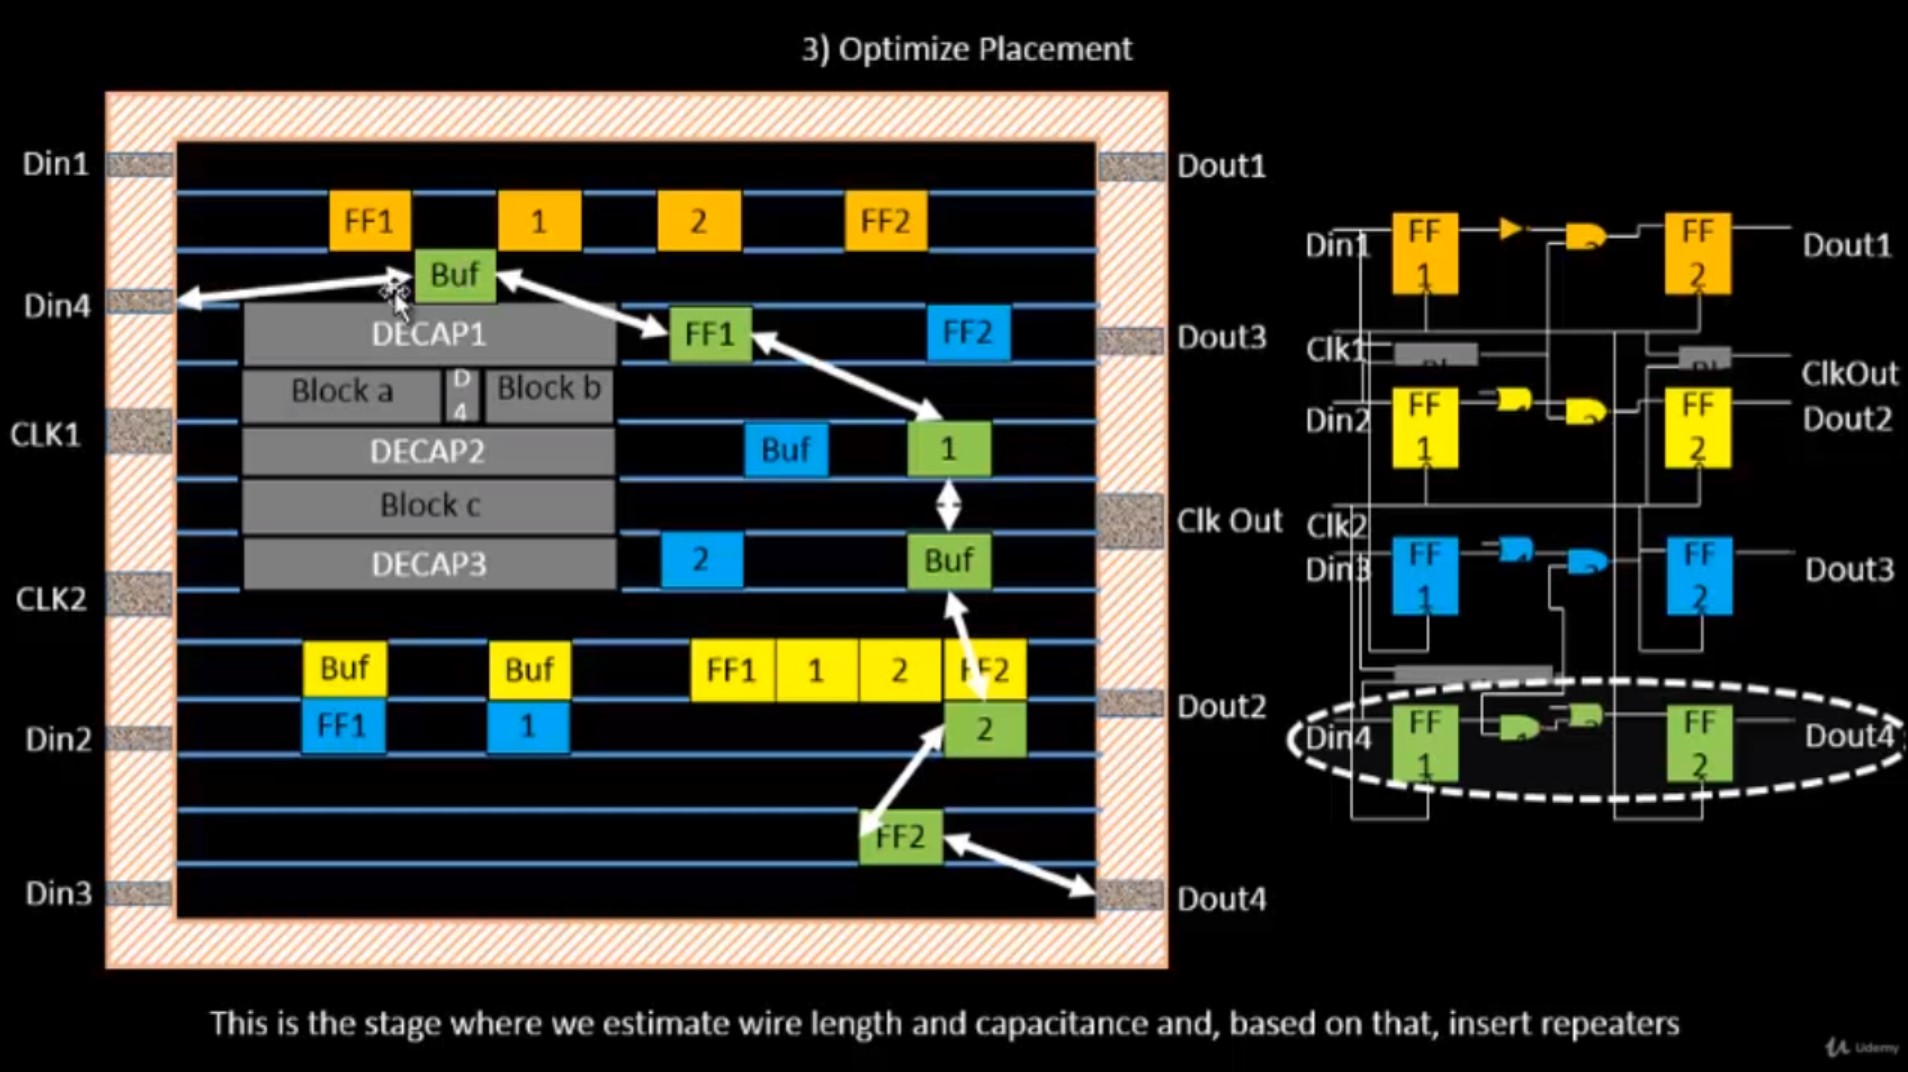 3) Optimize Placement
Din1
Dout1
FF1 1 2 FF2
Din4
Buf
DECAP1
FF1
FF2
Dout3
Block a
D
4
Block b
CLK1
DECAP2
Buf
1
Block c
Clk Out
DECAP3
2
Buf
CLK2
Buf
Buf
FF1 1 2 FF2
FF1
1
2
Dout2
Din2
FF2
Din3
Dout4
Din1
FF
1
FF
2
Dout1
Clk1
ClkOut
Din2
FF
1
FF
2
Dout2
Clk2
Din3
FF
1
FF
2
Dout3
Din4
FF
1
FF
2
Dout4
This is the stage where we estimate wire length and capacitance and, based on that, insert repeaters
Udemy